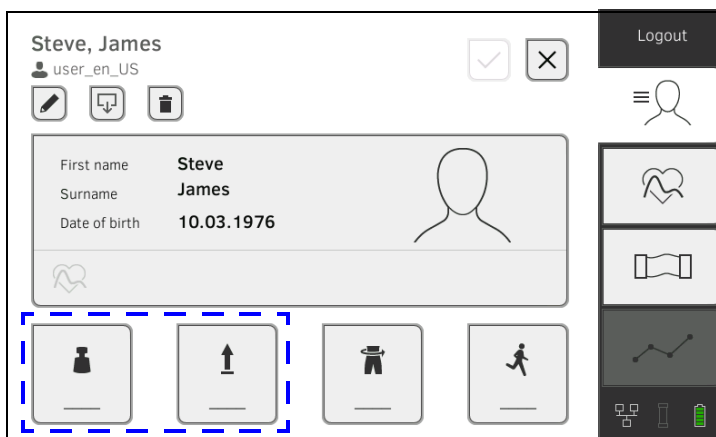 Steve, James
user_en_US
Logout
First name Steve
Surname James
Date of birth 10.03.1976